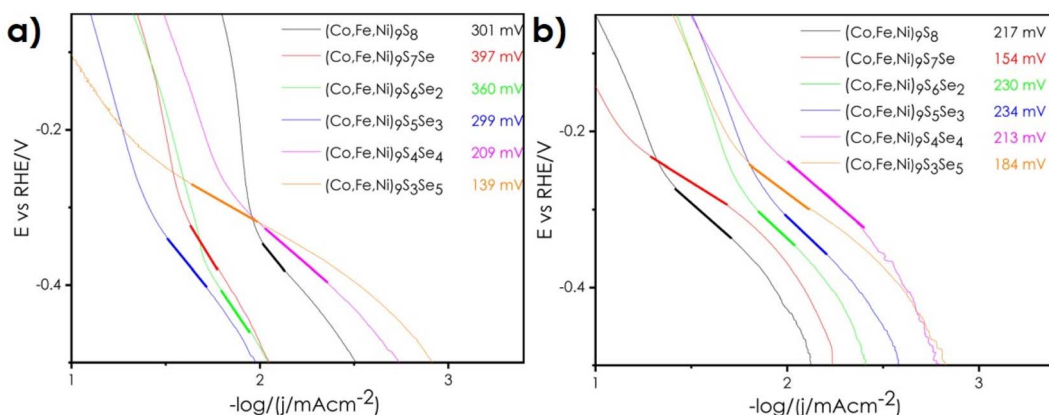 a)
(Co,Fe,Ni)9S8 301 mV
(Co,Fe,Ni)9S7Se 397 mV
(Co,Fe,Ni)9S6Se2 360 mV
(Co,Fe,Ni)9S5Se3 299 mV
(Co,Fe,Ni)9S4Se4 209 mV
(Co,Fe,Ni)9S3Se5 139 mV
E vs RHE/V
-0.2
-0.4
1 2 3
-log/(j/mAcm-2)
b)
(Co,Fe,Ni)9S8 217 mV
(Co,Fe,Ni)9S7Se 154 mV
(Co,Fe,Ni)9S6Se2 230 mV
(Co,Fe,Ni)9S5Se3 234 mV
(Co,Fe,Ni)9S4Se4 213 mV
(Co,Fe,Ni)9S3Se5 184 mV
E vs RHE/V
-0.2
-0.4
1 2 3
-log/(j/mAcm-2)